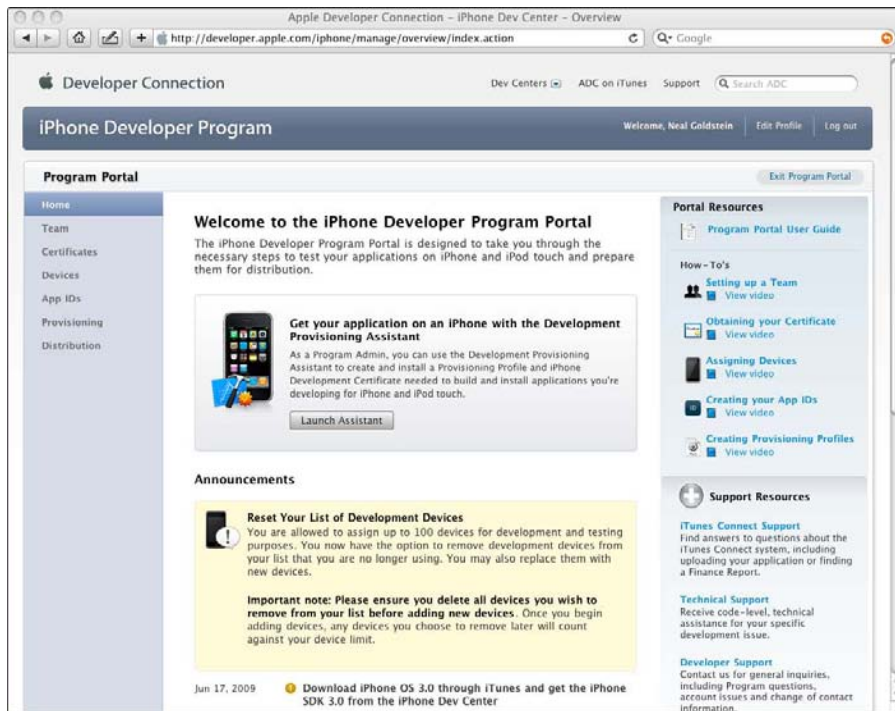 Apple Developer Connection – iPhone Dev Center – Overview
http://developer.apple.com/iphone/manage/overview/index.action
Google
Developer Connection
Dev Centers
ADC on iTunes
Support
Search ADC
iPhone Developer Program
Welcome, Neal Goldstein
Edit Profile
Log out
Program Portal
Exit Program Portal
Home
Team
Certificates
Devices
App IDs
Provisioning
Distribution
Welcome to the iPhone Developer Program Portal
The iPhone Developer Program Portal is designed to take you through the
necessary steps to test your applications on iPhone and iPod touch and prepare
them for distribution.
Get your application on an iPhone with the Development
Provisioning Assistant
As a Program Admin, you can use the Development Provisioning
Assistant to create and install a Provisioning Profile and iPhone
Development Certificate needed to build and install applications you're
developing for iPhone and iPod touch.
Launch Assistant
Announcements
Reset Your List of Development Devices
You are allowed to assign up to 100 devices for development and testing
purposes. You now have the option to remove development devices from
your list that you are no longer using. You may also replace them with
new devices.
Important note: Please ensure you delete all devices you wish to
remove from your list before adding new devices. Once you begin
adding devices, any devices you choose to remove later will count
against your device limit.
Jun 17, 2009
Download iPhone OS 3.0 through iTunes and get the iPhone
SDK 3.0 from the iPhone Dev Center
Portal Resources
Program Portal User Guide
How-To's
Setting up a Team
View video
Obtaining your Certificate
View video
Assigning Devices
View video
Creating your App IDs
View video
Creating Provisioning Profiles
View video
Support Resources
iTunes Connect Support
Find answers to questions about the
iTunes Connect system, including
uploading your application or finding
a Finance Report.
Technical Support
Receive code-level, technical
assistance for your specific
development issue.
Developer Support
Contact us for general inquiries,
including Program questions,
account issues and change of contact
information.